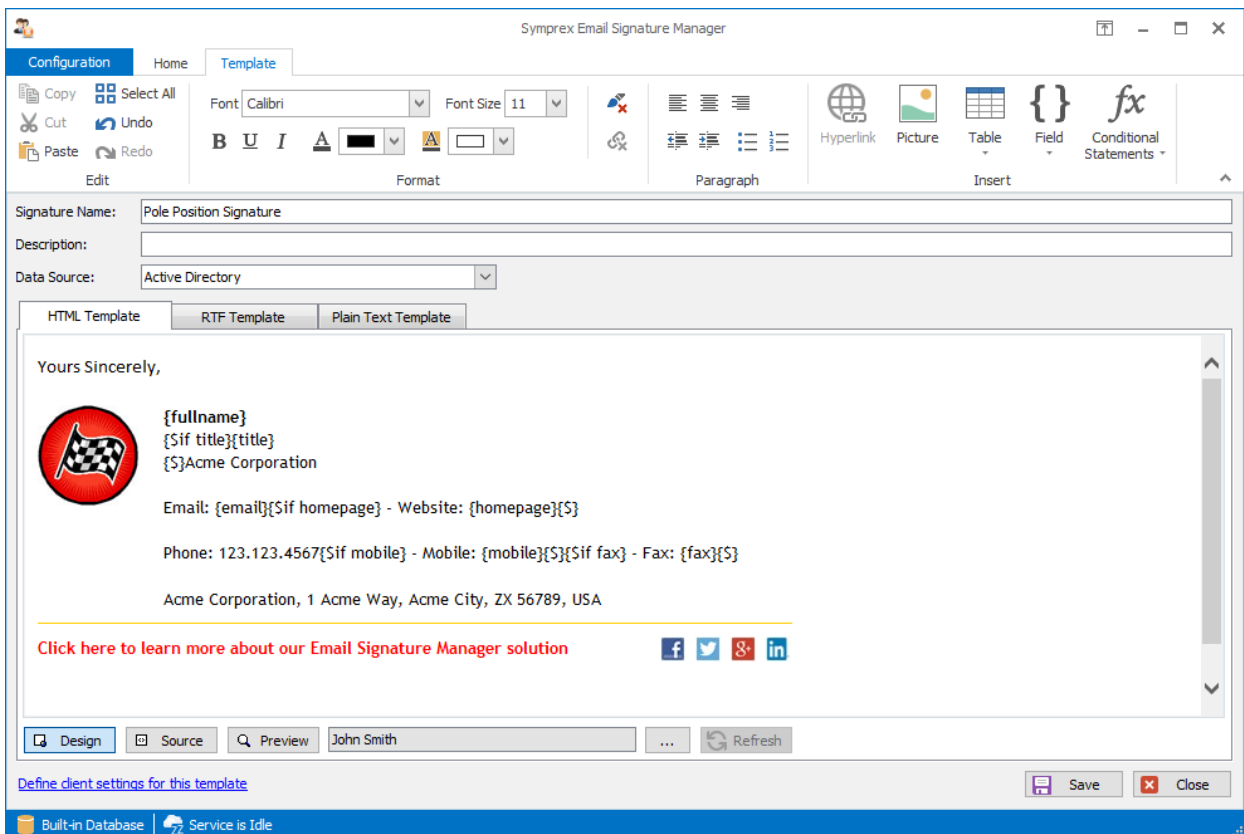 Symprex Email Signature Manager
Configuration Home Template
Copy Select All
Cut Undo
Paste Redo
Edit
Font Calibri Font Size 11
B U I A A
Format
Paragraph
Hyperlink Picture Table { } Field fx Conditional Statements
Insert
Signature Name: Pole Position Signature
Description:
Data Source: Active Directory
HTML Template RTF Template Plain Text Template
Yours Sincerely,
{fullname}
{$if title}{title}
{$}Acme Corporation
Email: {email}{$if homepage} - Website: {homepage}{$}
Phone: 123.123.4567{$if mobile} - Mobile: {mobile}{$}{$if fax} - Fax: {fax}{$}
Acme Corporation, 1 Acme Way, Acme City, ZX 56789, USA
Click here to learn more about our Email Signature Manager solution f g+ in
Design Source Preview John Smith ... Refresh
Define client settings for this template Save Close
Built-in Database Service is Idle